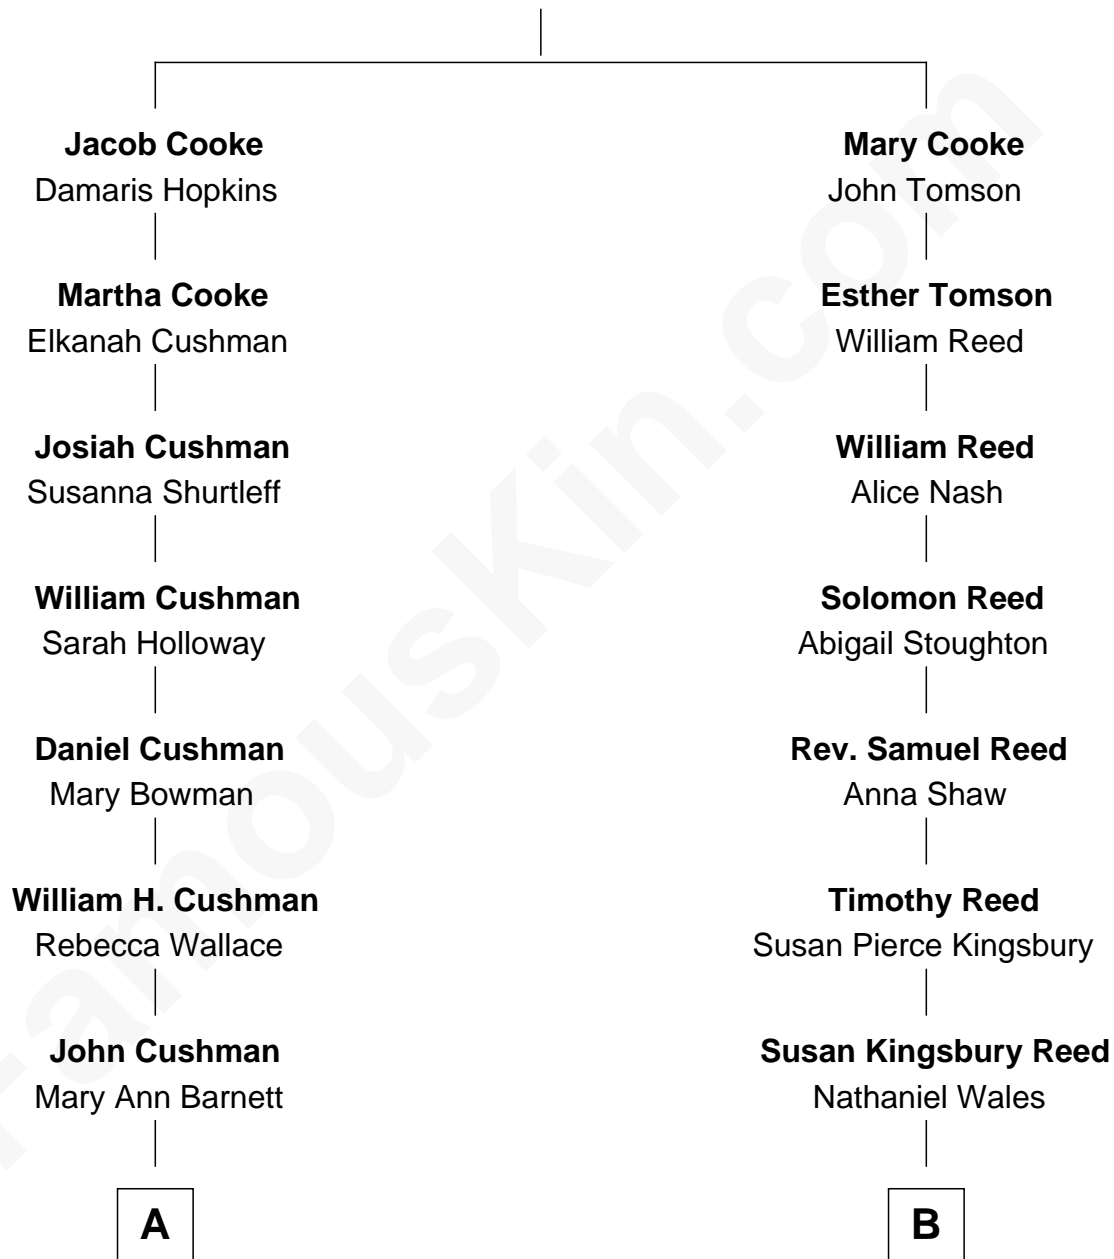 Jacob Cooke
Damaris Hopkins
Mary Cooke
John Tomson
Martha Cooke
Elkanah Cushman
Esther Tomson
William Reed
Josiah Cushman
Susanna Shurtleff
William Reed
Alice Nash
William Cushman
Sarah Holloway
Solomon Reed
Abigail Stoughton
Daniel Cushman
Mary Bowman
Rev. Samuel Reed
Anna Shaw
William H. Cushman
Rebecca Wallace
Timothy Reed
Susan Pierce Kingsbury
John Cushman
Mary Ann Barnett
Susan Kingsbury Reed
Nathaniel Wales
A
B
FamousKin.com